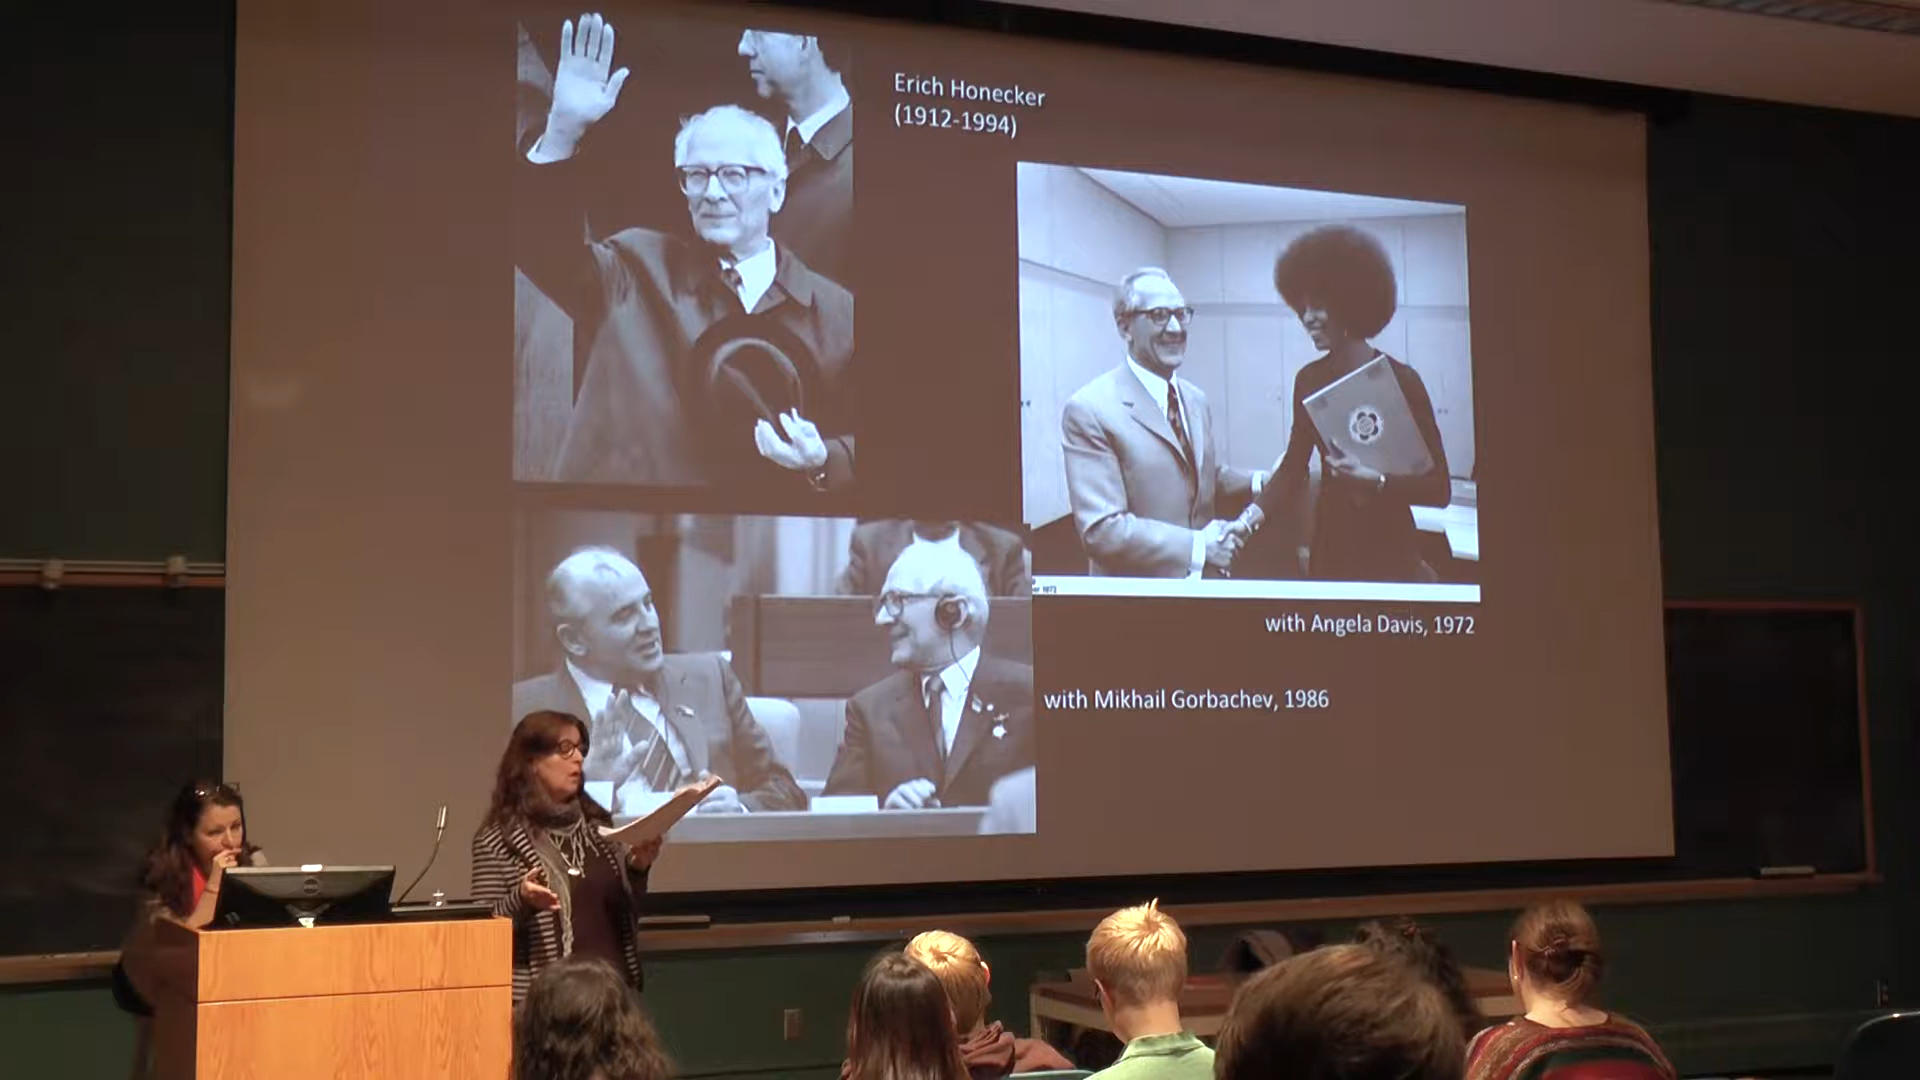 Erich Honecker
(1912-1994)
with Angela Davis, 1972
with Mikhail Gorbachev, 1986